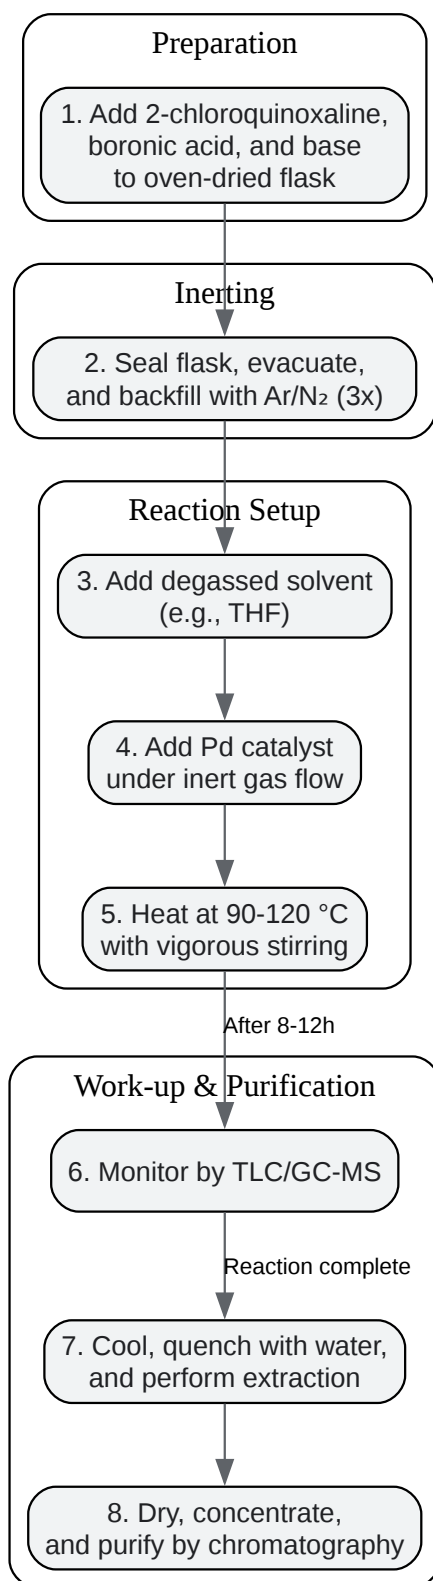 Preparation
1. Add 2-chloroquinoxaline,
boronic acid, and base
to oven-dried flask
Inerting
2. Seal flask, evacuate,
and backfill with Ar/N₂ (3x)
Reaction Setup
3. Add degassed solvent
(e.g., THF)
4. Add Pd catalyst
under inert gas flow
5. Heat at 90-120 °C
with vigorous stirring
After 8-12h
Work-up & Purification
6. Monitor by TLC/GC-MS
Reaction complete
7. Cool, quench with water,
and perform extraction
8. Dry, concentrate,
and purify by chromatography